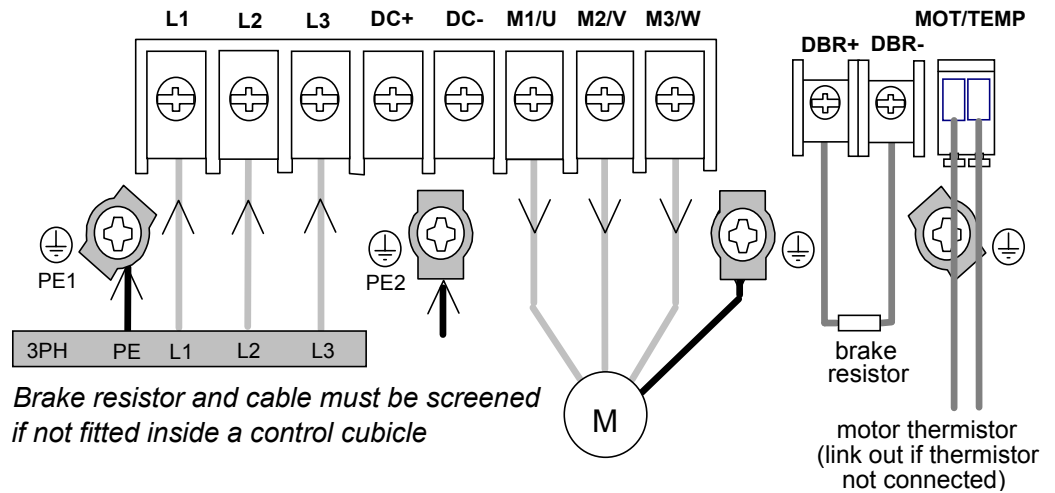 L1 L2 L3 DC+ DC- M1/U M2/V M3/W MOT/TEMP
DBR+ DBR-
PE1
PE2
3PH PE L1 L2 L3
brake
resistor
Brake resistor and cable must be screened
if not fitted inside a control cubicle
M
motor thermistor
(link out if thermistor
not connected)